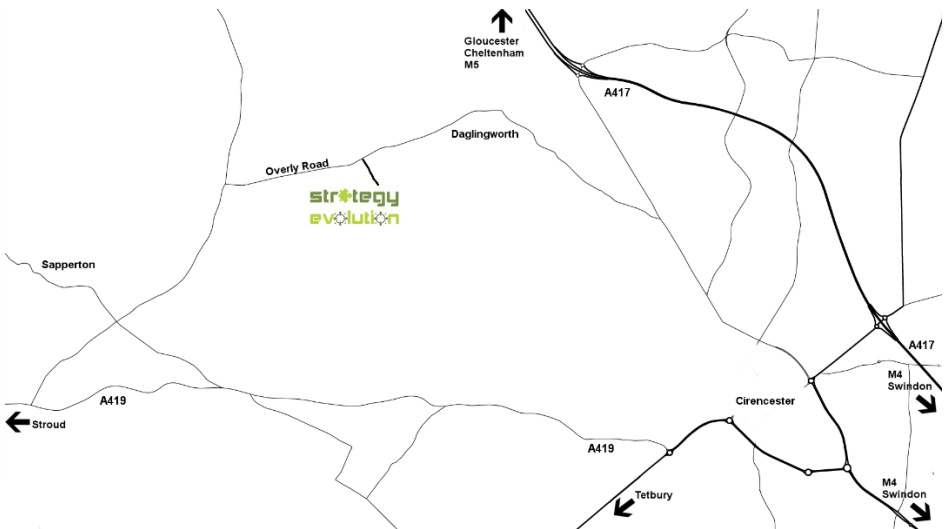 Gloucester
Cheltenham
M5
A417
Daglingworth
Overly Road
strategy
evolution
Sapperton
A417
M4
Swindon
A419
Cirencester
Stroud
A419
M4
Swindon
Tetbury